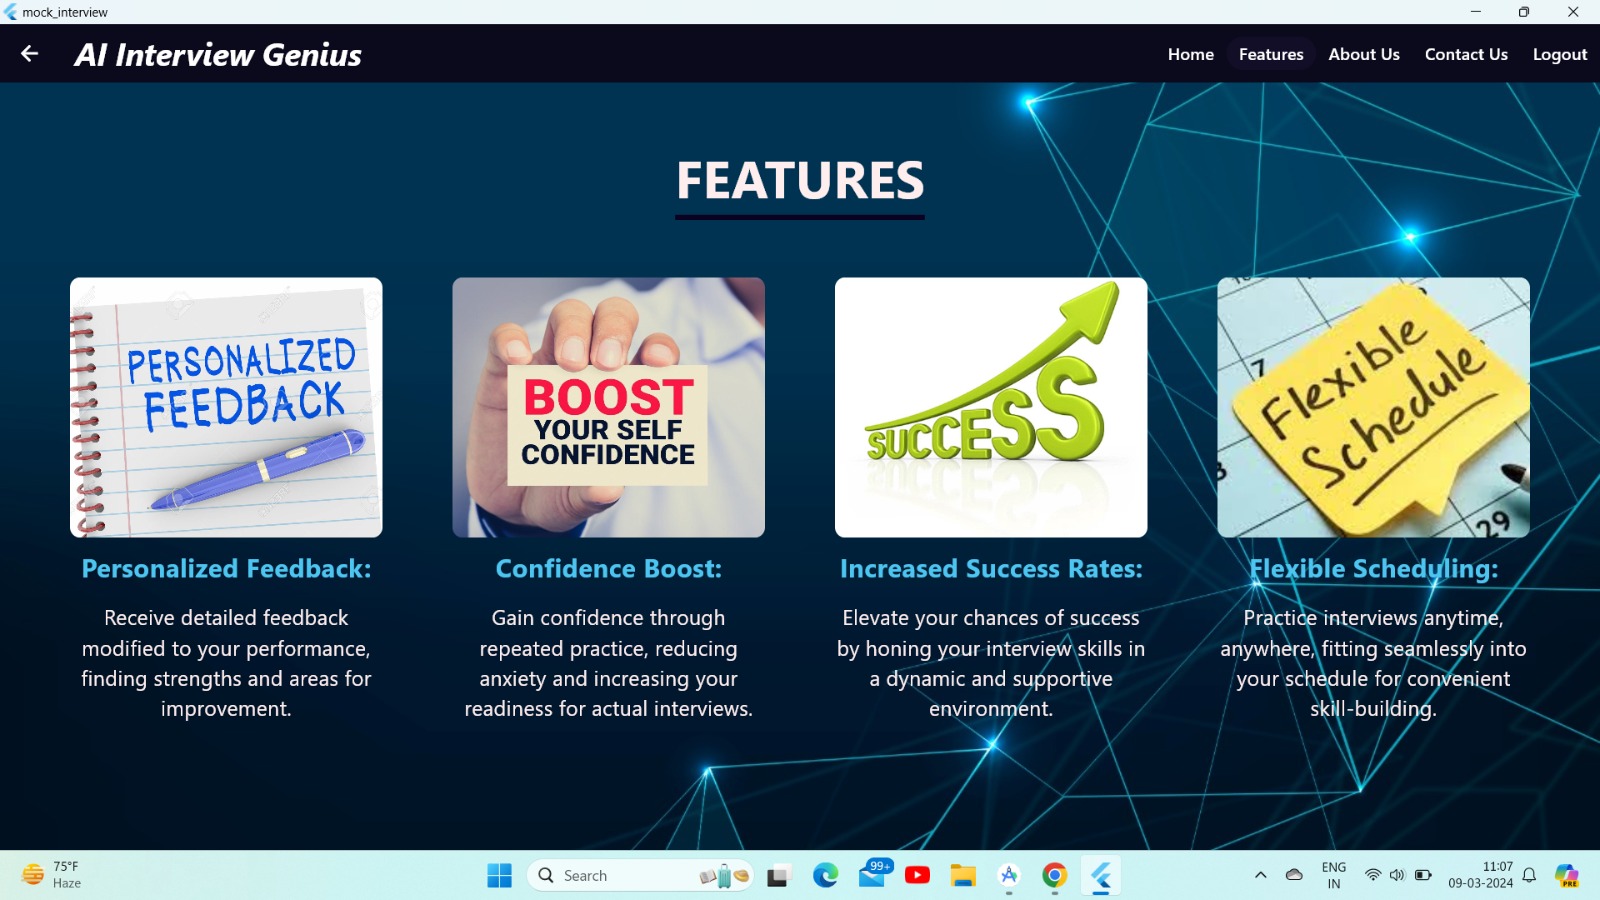 mock_interview
AI Interview Genius
Home
Features
About Us
Contact Us
Logout
FEATURES
PERSONALIZED
FEEDBACK
BOOST
YOUR SELF
CONFIDENCE
SUCCESS
7
Flexible
Schedule
29
Personalized Feedback:
Confidence Boost:
Increased Success Rates:
Flexible Scheduling:
Receive detailed feedback
modified to your performance,
finding strengths and areas for
improvement.
Gain confidence through
repeated practice, reducing
anxiety and increasing your
readiness for actual interviews.
Elevate your chances of success
by honing your interview skills in
a dynamic and supportive
environment.
Practice interviews anytime,
anywhere, fitting seamlessly into
your schedule for convenient
skill-building.
75°F
Haze
Search
99+
ENG
IN
11:07
09-03-2024
PRE